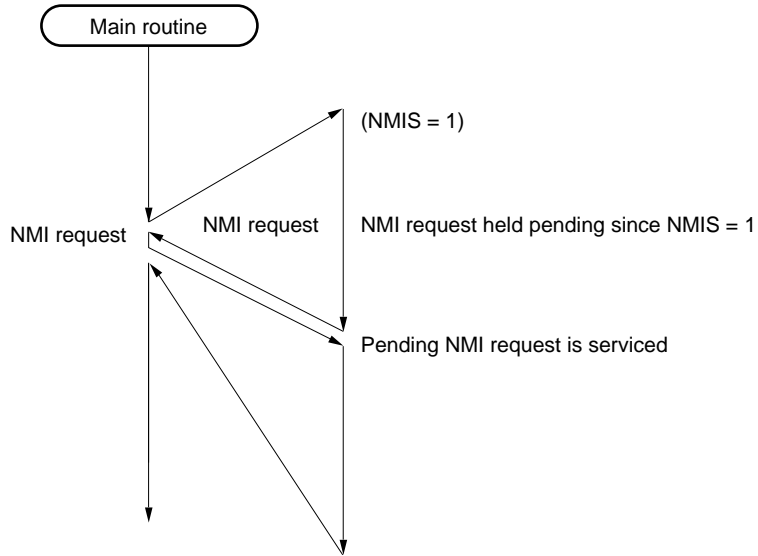 Main routine
(NMIS = 1)
NMI request
NMI request
NMI request held pending since NMIS = 1
Pending NMI request is serviced